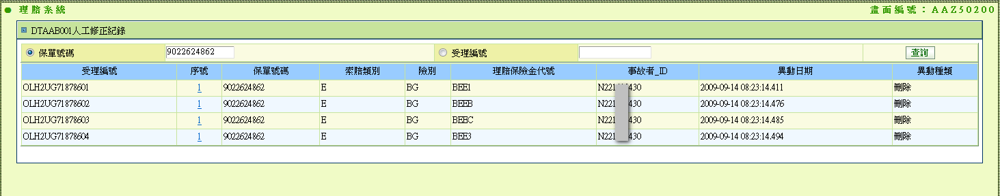 理賠系統 畫面編號：AAZ50200
DTAAB001人工修正紀錄
保單號碼 9022624862 受理編號 查詢
受理編號 序號 保單號碼 索賠類別 險別 理賠保險金代號 事故者_ID 異動日期 異動種類
OLH2UG71878601 1 9022624862 E BG BEE1 N221 430 2009-09-14 08:23:14.411 刪除
OLH2UG71878602 1 9022624862 E BG BEEB N221 430 2009-09-14 08:23:14.476 刪除
OLH2UG71878603 1 9022624862 E BG BEEC N221 430 2009-09-14 08:23:14.485 刪除
OLH2UG71878604 1 9022624862 E BG BEE3 N221 430 2009-09-14 08:23:14.494 刪除